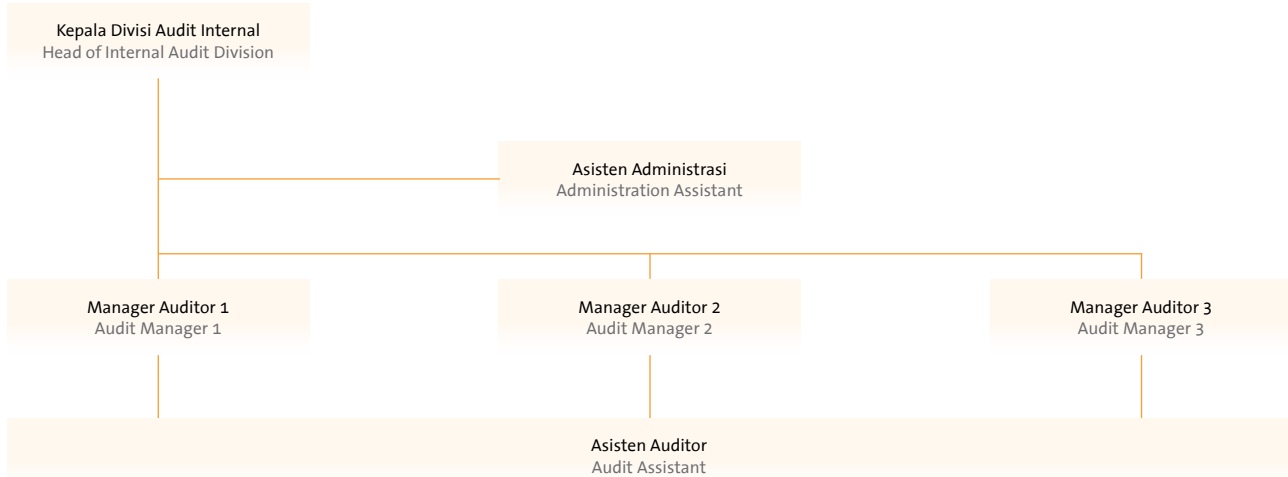 Kepala Divisi Audit Internal
Head of Internal Audit Division
Asisten Administrasi
Administration Assistant
Manager Auditor 1
Audit Manager 1
Manager Auditor 2
Audit Manager 2
Manager Auditor 3
Audit Manager 3
Asisten Auditor
Audit Assistant